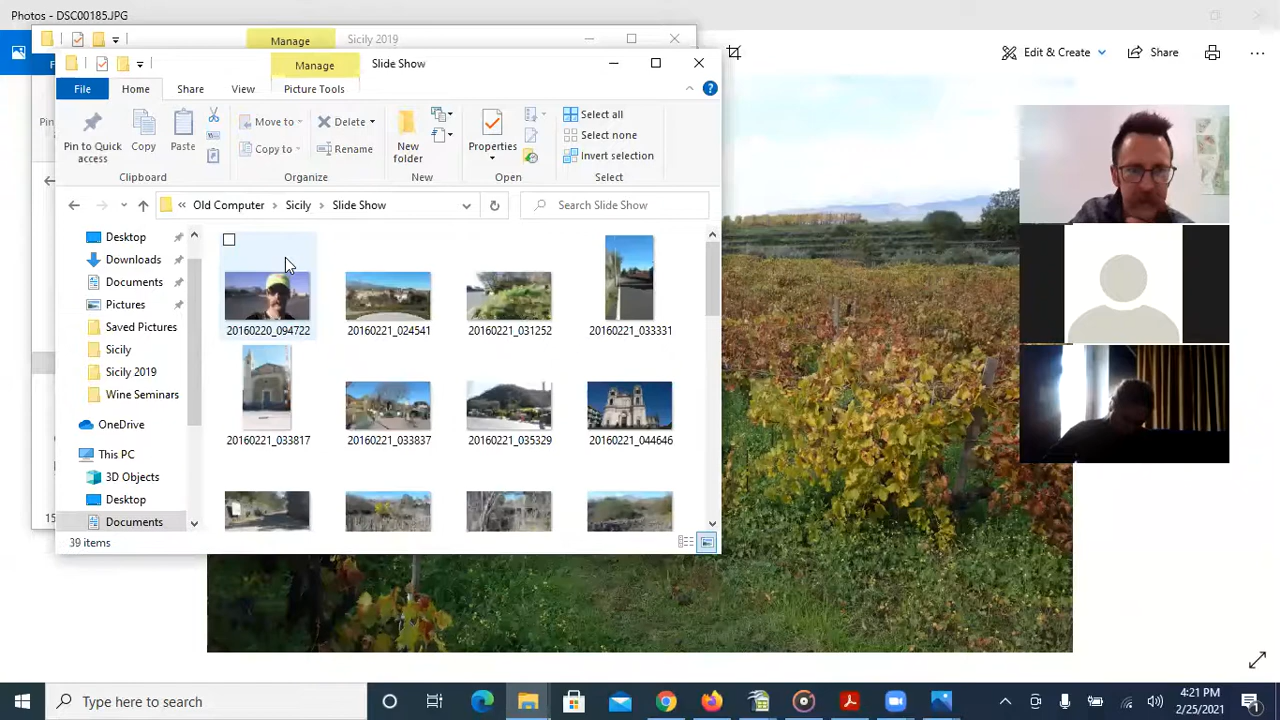 Photos - DSC00185.JPG
Manage
Sicily 2019
Manage
Slide Show
Edit & Create
Share
File
Home
Share
View
Picture Tools
Pin to Quick access
Copy
Paste
Move to
Copy to
Delete
Rename
New folder
Properties
Select all
Select none
Invert selection
Clipboard
Organize
New
Open
Select
« Old Computer > Sicily > Slide Show
Search Slide Show
Desktop
Downloads
Documents
Pictures
Saved Pictures
Sicily
Sicily 2019
Wine Seminars
OneDrive
This PC
3D Objects
Desktop
Documents
20160220_094722
20160221_024541
20160221_031252
20160221_033331
20160221_033817
20160221_033837
20160221_035329
20160221_044646
39 items
Type here to search
4:21 PM
2/25/2021